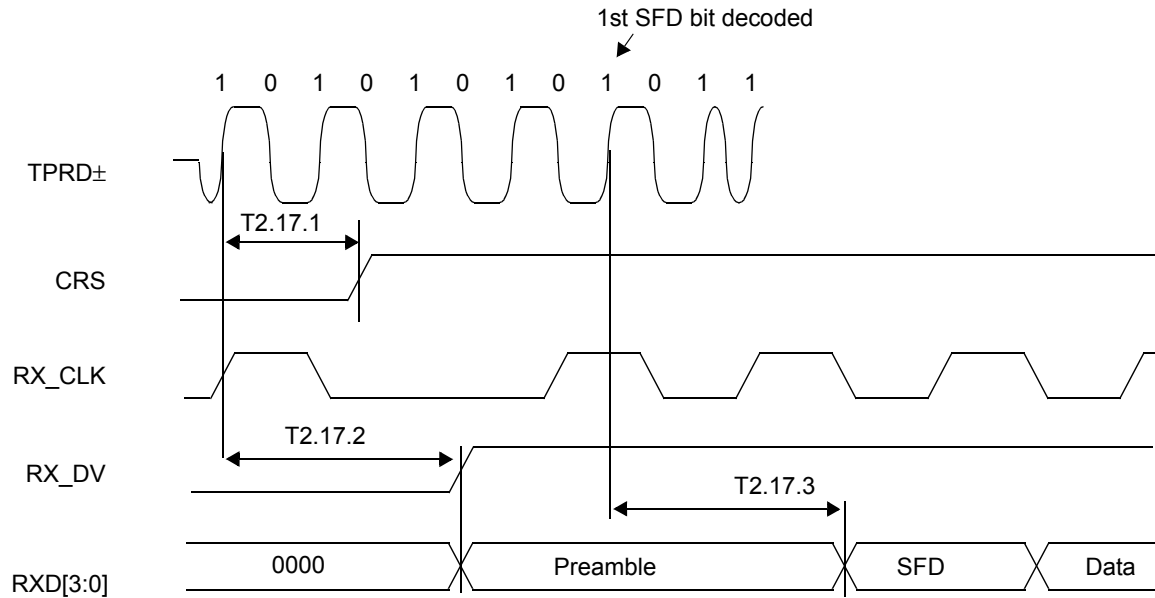 1st SFD bit decoded
1 0 1 0 1 0 1 0 1 0 1 1
TPRD±
T2.17.1
CRS
RX_CLK
T2.17.2
RX_DV
T2.17.3
RXD[3:0] 0000 Preamble SFD Data